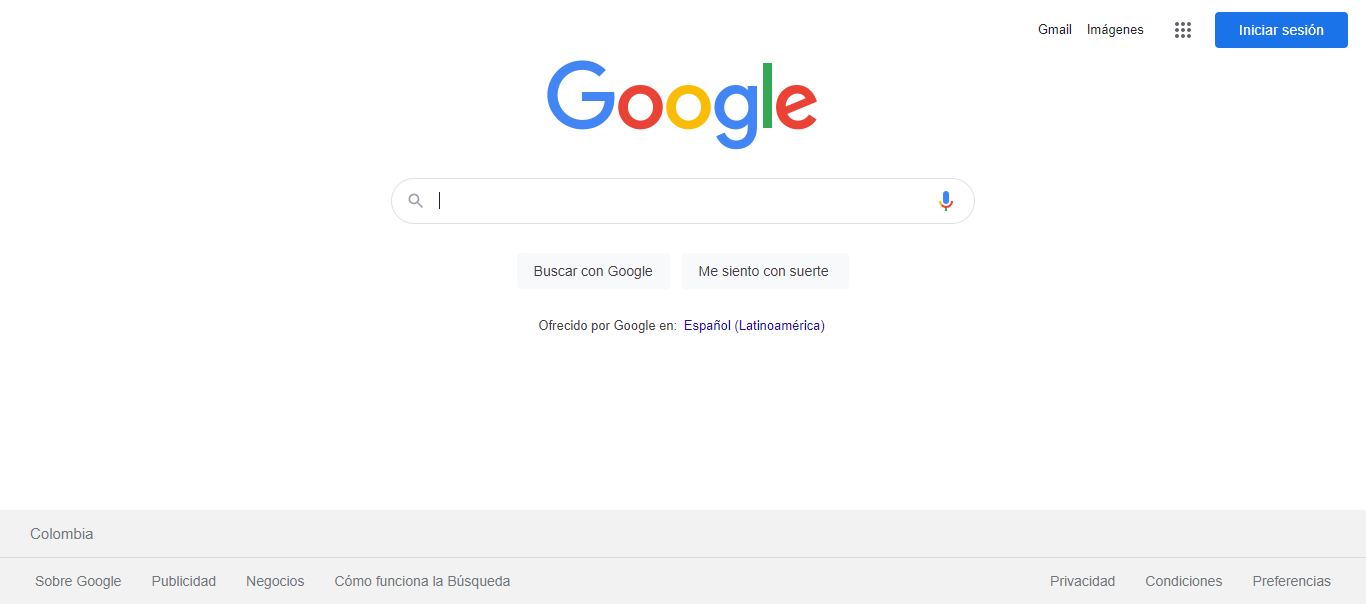 Gmail Imágenes Iniciar sesión
Google
Buscar con Google Me siento con suerte
Ofrecido por Google en: Español (Latinoamérica)
Colombia
Sobre Google Publicidad Negocios Cómo funciona la Búsqueda Privacidad Condiciones Preferencias